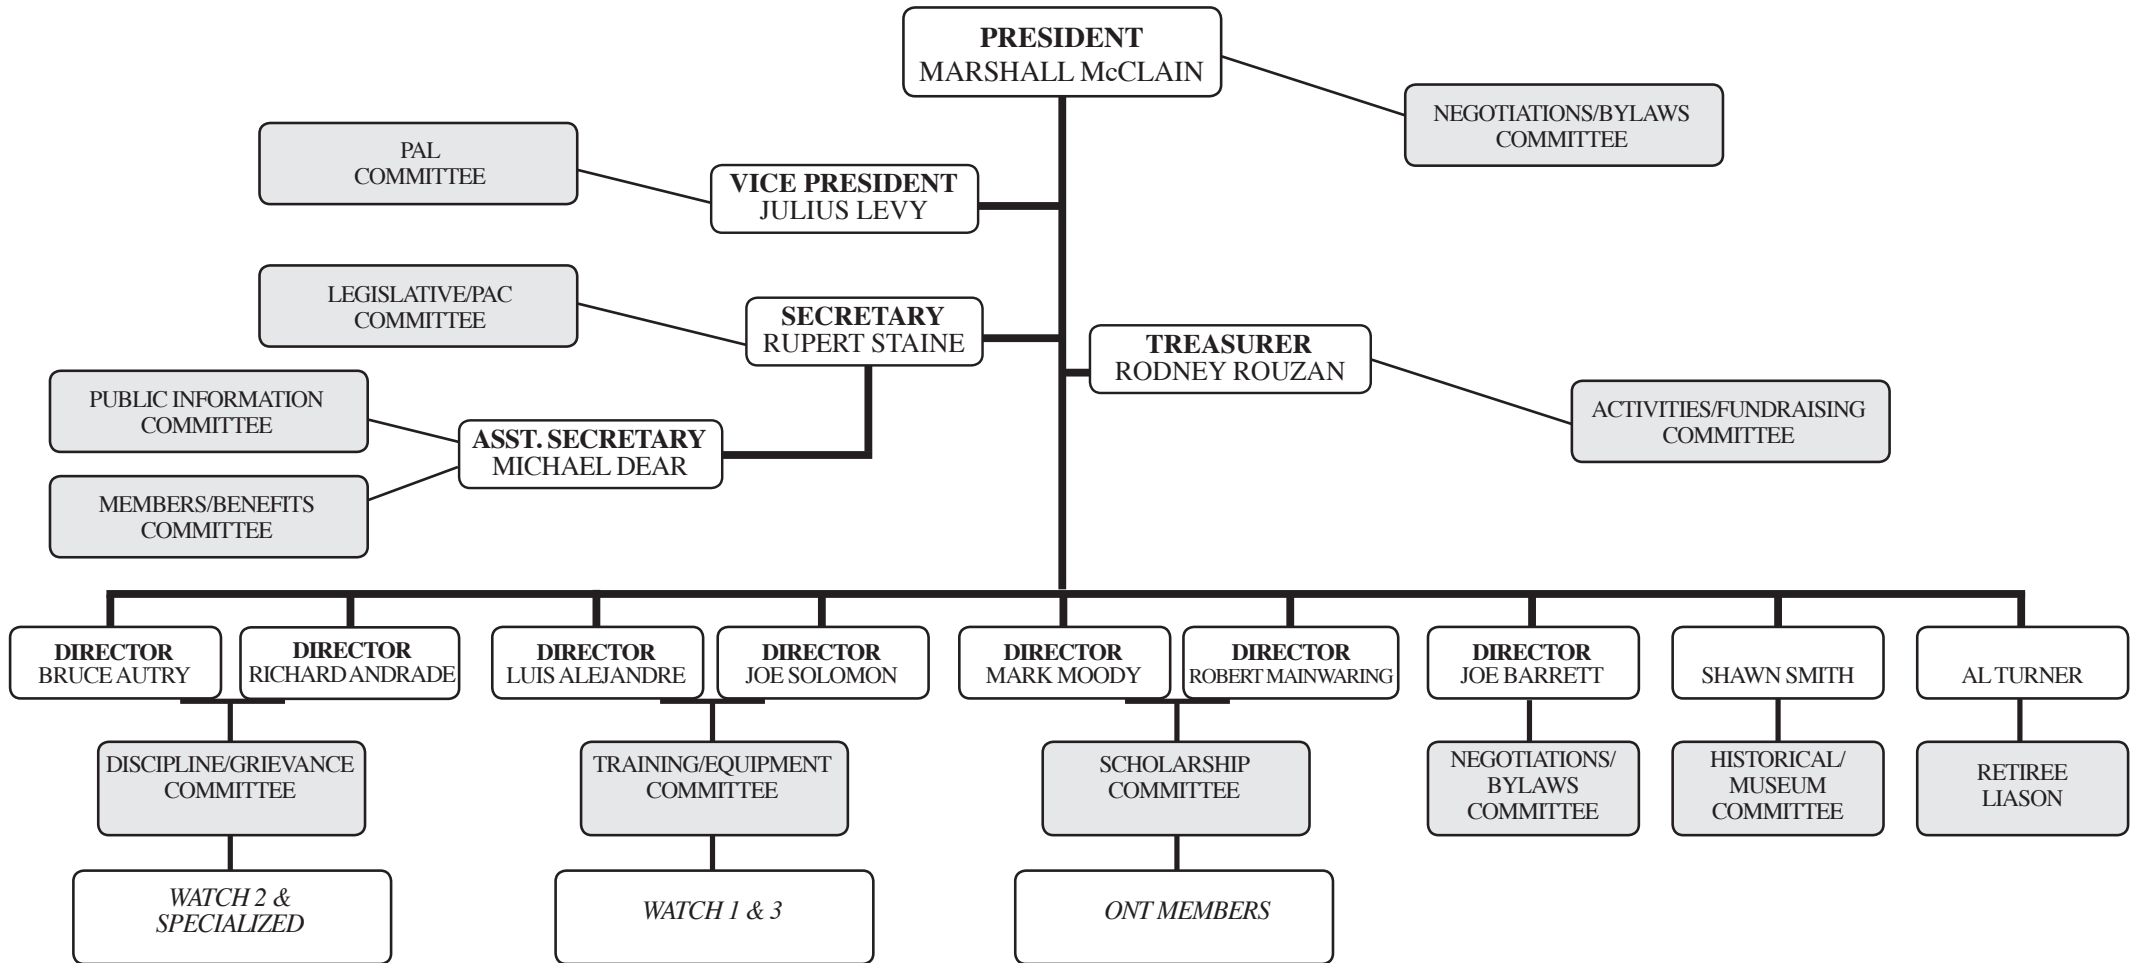 PRESIDENT
MARSHALL McCLAIN
NEGOTIATIONS/BYLAWS
COMMITTEE
PAL
COMMITTEE
VICE PRESIDENT
JULIUS LEVY
LEGISLATIVE/PAC
COMMITTEE
SECRETARY
RUPERT STAINE
TREASURER
RODNEY ROUZAN
PUBLIC INFORMATION
COMMITTEE
ACTIVITIES/FUNDRAISING
COMMITTEE
ASST. SECRETARY
MICHAEL DEAR
MEMBERS/BENEFITS
COMMITTEE
DIRECTOR
BRUCE AUTRY
DIRECTOR
RICHARD ANDRADE
DIRECTOR
LUIS ALEJANDRE
DIRECTOR
JOE SOLOMON
DIRECTOR
MARK MOODY
DIRECTOR
ROBERT MAINWARING
DIRECTOR
JOE BARRETT
SHAWN SMITH
AL TURNER
DISCIPLINE/GRIEVANCE
COMMITTEE
TRAINING/EQUIPMENT
COMMITTEE
SCHOLARSHIP
COMMITTEE
NEGOTIATIONS/
BYLAWS
COMMITTEE
HISTORICAL/
MUSEUM
COMMITTEE
RETIREE
LIASON
WATCH 2 &
SPECIALIZED
WATCH 1 & 3
ONT MEMBERS